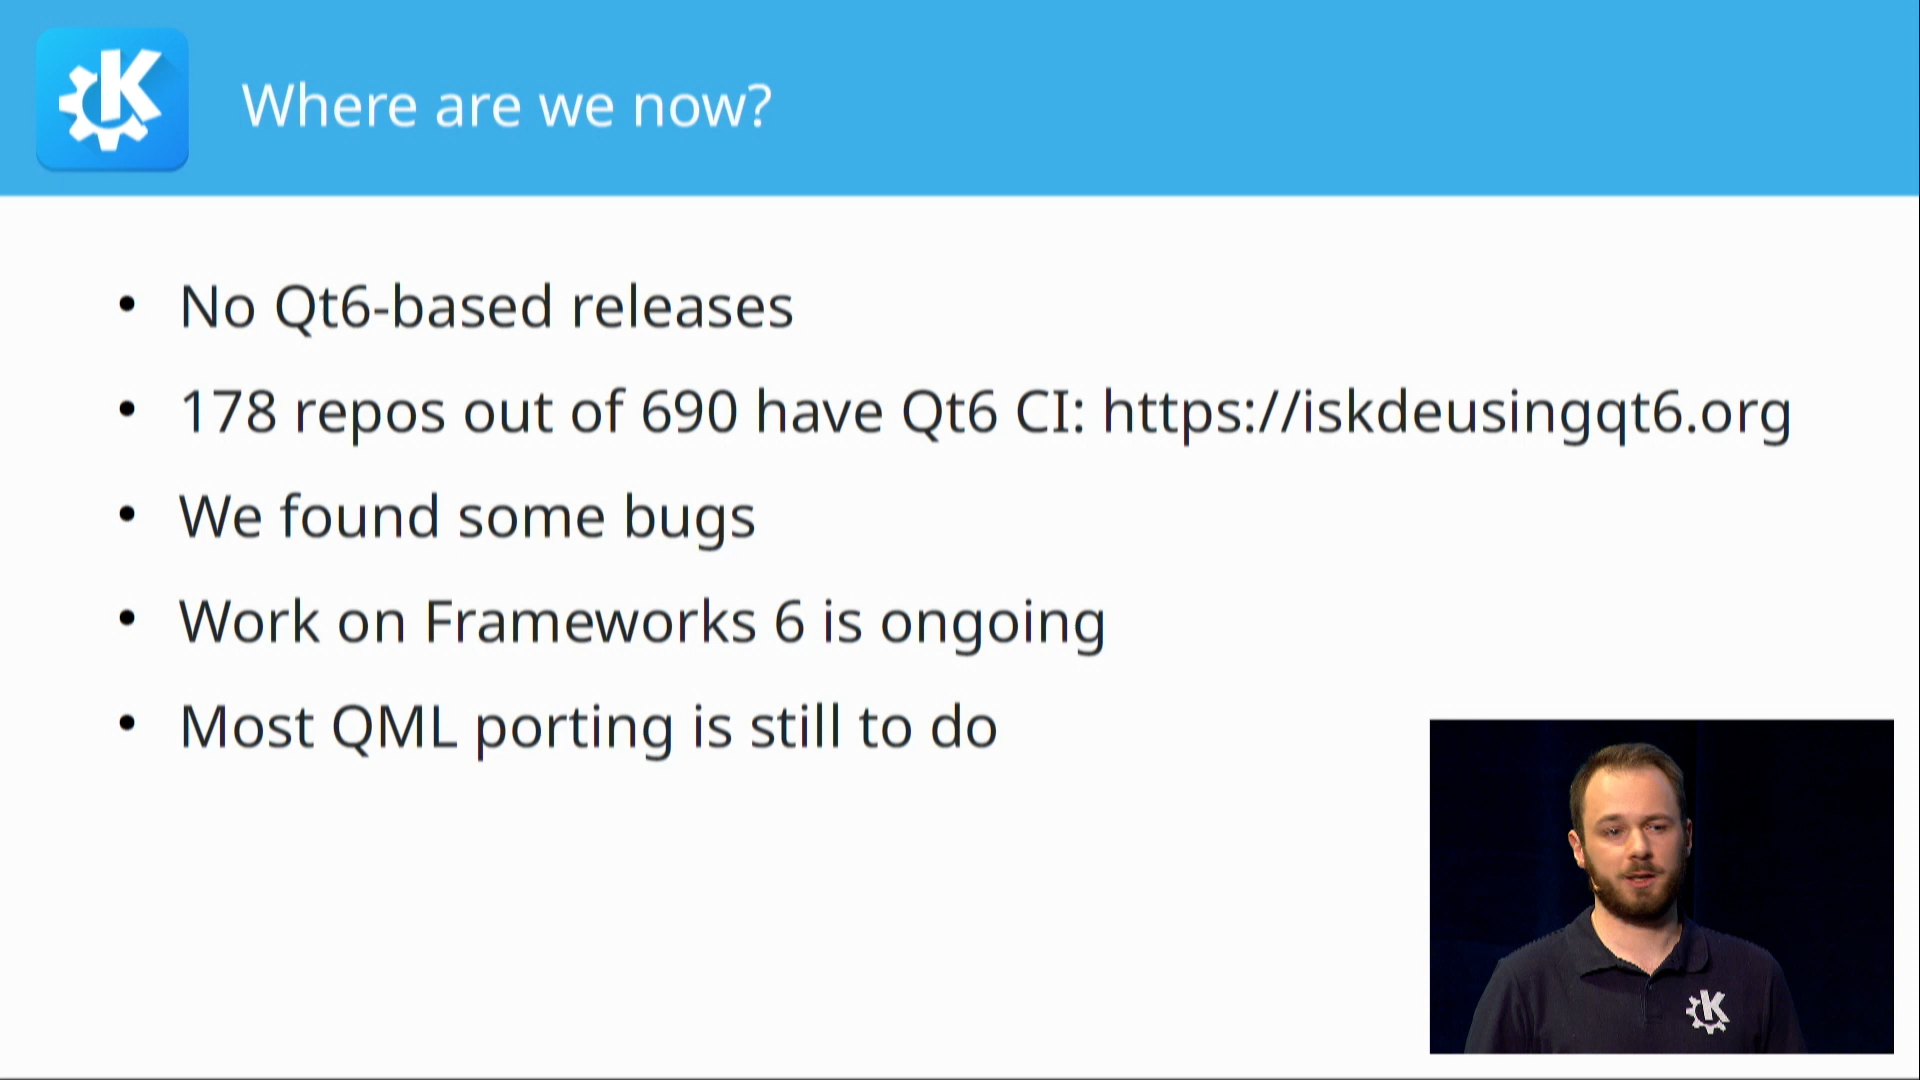 Where are we now?
No Qt6-based releases
178 repos out of 690 have Qt6 CI: https://iskdeusingqt6.org
We found some bugs
Work on Frameworks 6 is ongoing
Most QML porting is still to do